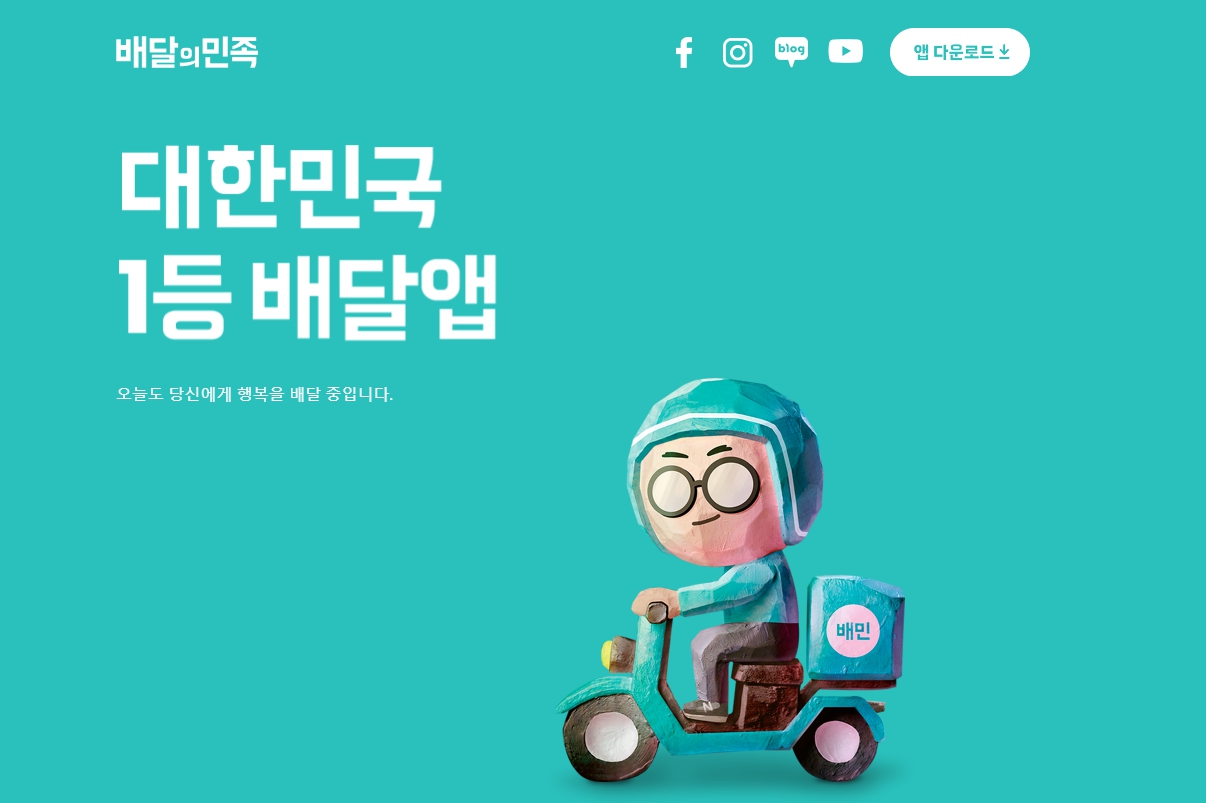 배달의민족
blog
앱 다운로드
대한민국
1등 배달앱
오늘도 당신에게 행복을 배달 중입니다.
배민